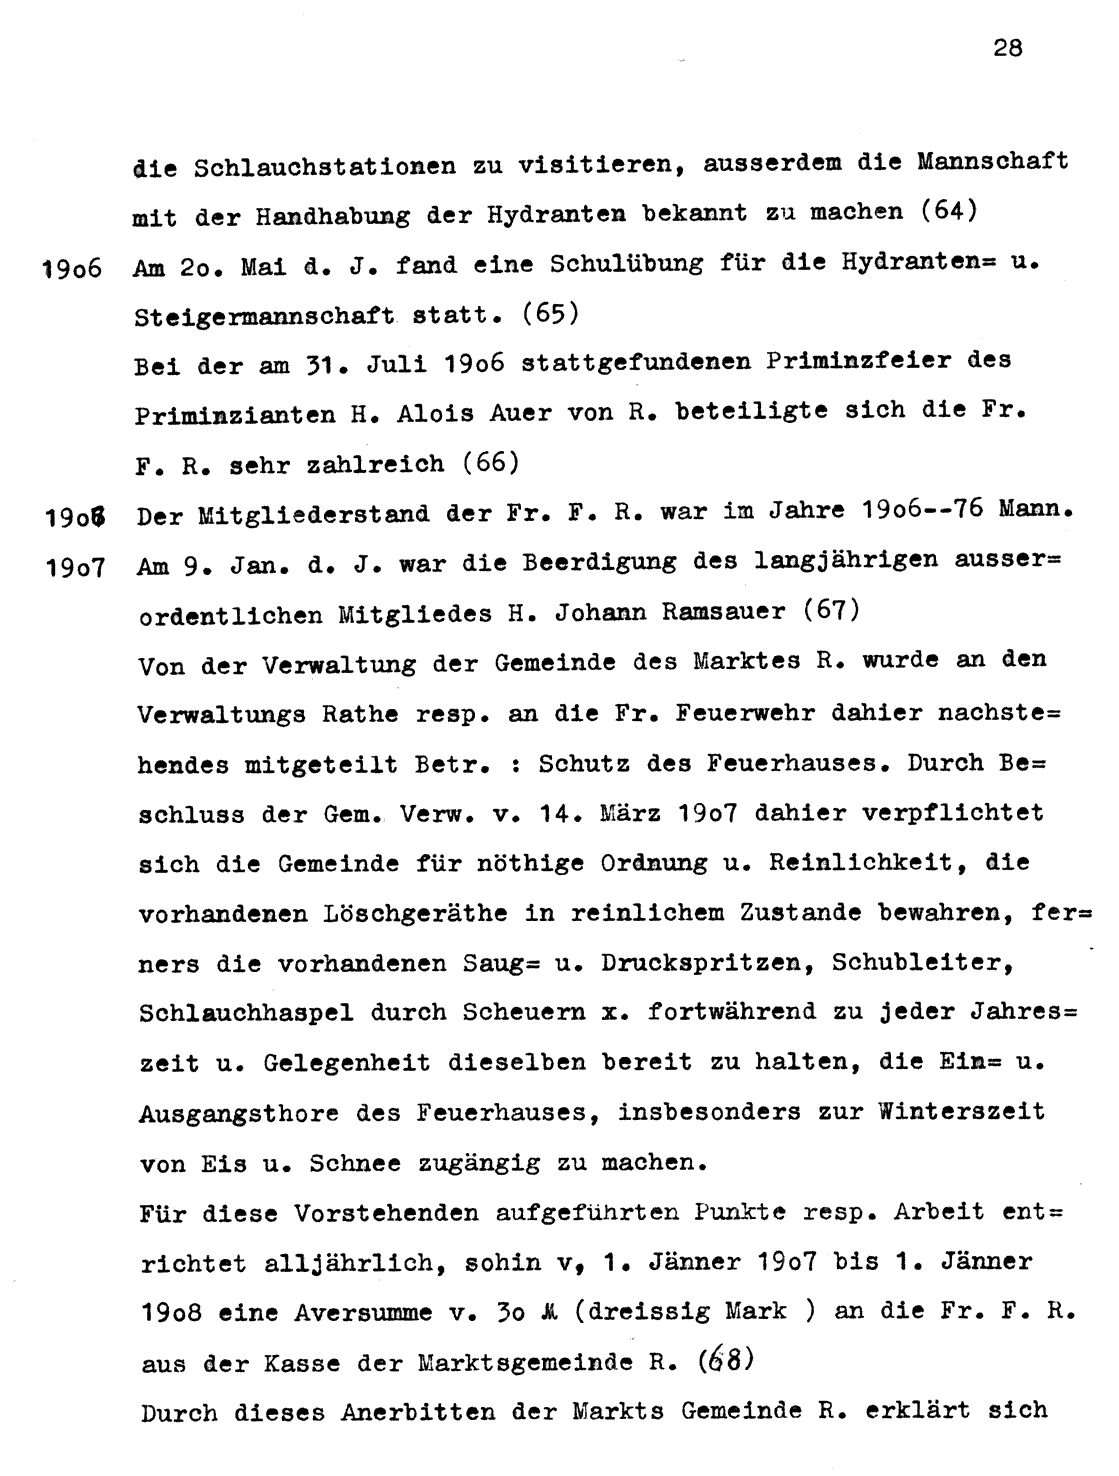 28
die Schlauchstationen zu visitieren, ausserdem die Mannschaft
mit der Handhabung der Hydranten bekannt zu machen (64)
19o6 Am 2o. Mai d. J. fand eine Schulübung für die Hydranten= u.
Steigermannschaft statt. (65)
Bei der am 31. Juli 19o6 stattgefundenen Priminzfeier des
Priminzianten H. Alois Auer von R. beteiligte sich die Fr.
F. R. sehr zahlreich (66)
19o6 Der Mitgliederstand der Fr. F. R. war im Jahre 19o6--76 Mann.
19o7 Am 9. Jan. d. J. war die Beerdigung des langjährigen ausser=
ordentlichen Mitgliedes H. Johann Ramsauer (67)
Von der Verwaltung der Gemeinde des Marktes R. wurde an den
Verwaltungs Rathe resp. an die Fr. Feuerwehr dahier nachste=
hendes mitgeteilt Betr. : Schutz des Feuerhauses. Durch Be=
schluss der Gem. Verw. v. 14. März 19o7 dahier verpflichtet
sich die Gemeinde für nöthige Ordnung u. Reinlichkeit, die
vorhandenen Löschgeräthe in reinlichem Zustande bewahren, fer=
ners die vorhandenen Saug= u. Druckspritzen, Schubleiter,
Schlauchhaspel durch Scheuern x. fortwährend zu jeder Jahres=
zeit u. Gelegenheit dieselben bereit zu halten, die Ein= u.
Ausgangsthore des Feuerhauses, insbesonders zur Winterszeit
von Eis u. Schnee zugängig zu machen.
Für diese Vorstehenden aufgeführten Punkte resp. Arbeit ent=
richtet alljährlich, sohin v, 1. Jänner 19o7 bis 1. Jänner
19o8 eine Aversumme v. 3o M (dreissig Mark ) an die Fr. F. R.
aus der Kasse der Marktsgemeinde R. (68)
Durch dieses Anerbitten der Markts Gemeinde R. erklärt sich